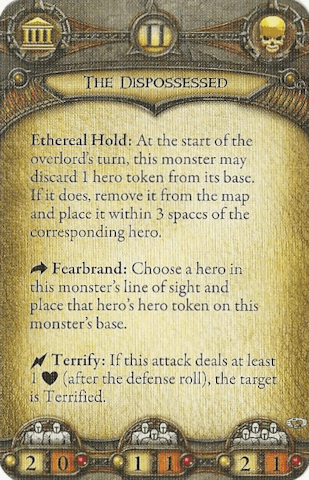 II
THE DISPOSSESSED
Ethereal Hold: At the start of the
overlord's turn, this monster may
discard 1 hero token from its base.
If it does, remove it from the map
and place it within 3 spaces of the
corresponding hero.
Fearbrand: Choose a hero in
this monster's line of sight and
place that hero's hero token on this
monster's base.
Terrify: If this attack deals at least
1 (after the defense roll), the target
is Terrified.
2 0 1 1 2 1